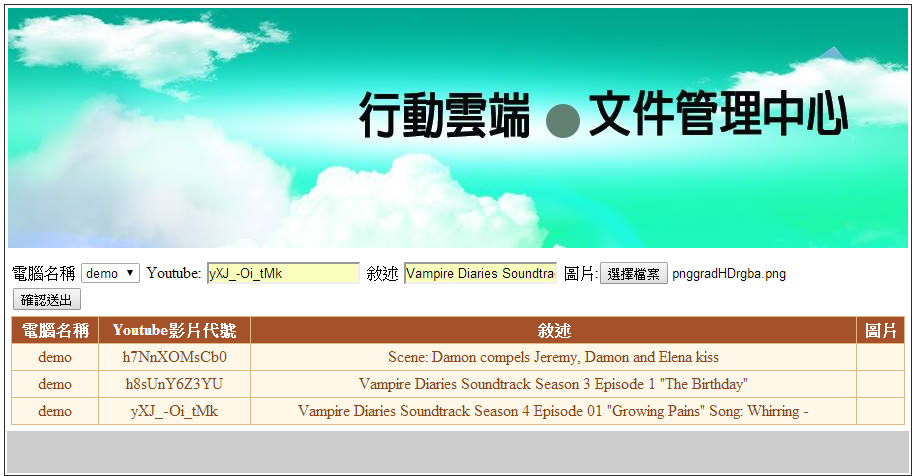 行動雲端 ● 文件管理中心
電腦名稱 demo ▼ Youtube: yXJ_-Oi_tMk 敘述 Vampire Diaries Soundtra 圖片: 選擇檔案 pnggradHDrgba.png
確認送出
電腦名稱 Youtube影片代號 敘述 圖片
demo h7NnXOMsCb0 Scene: Damon compels Jeremy, Damon and Elena kiss
demo h8sUnY6Z3YU Vampire Diaries Soundtrack Season 3 Episode 1 "The Birthday"
demo yXJ_-Oi_tMk Vampire Diaries Soundtrack Season 4 Episode 01 "Growing Pains" Song: Whirring -